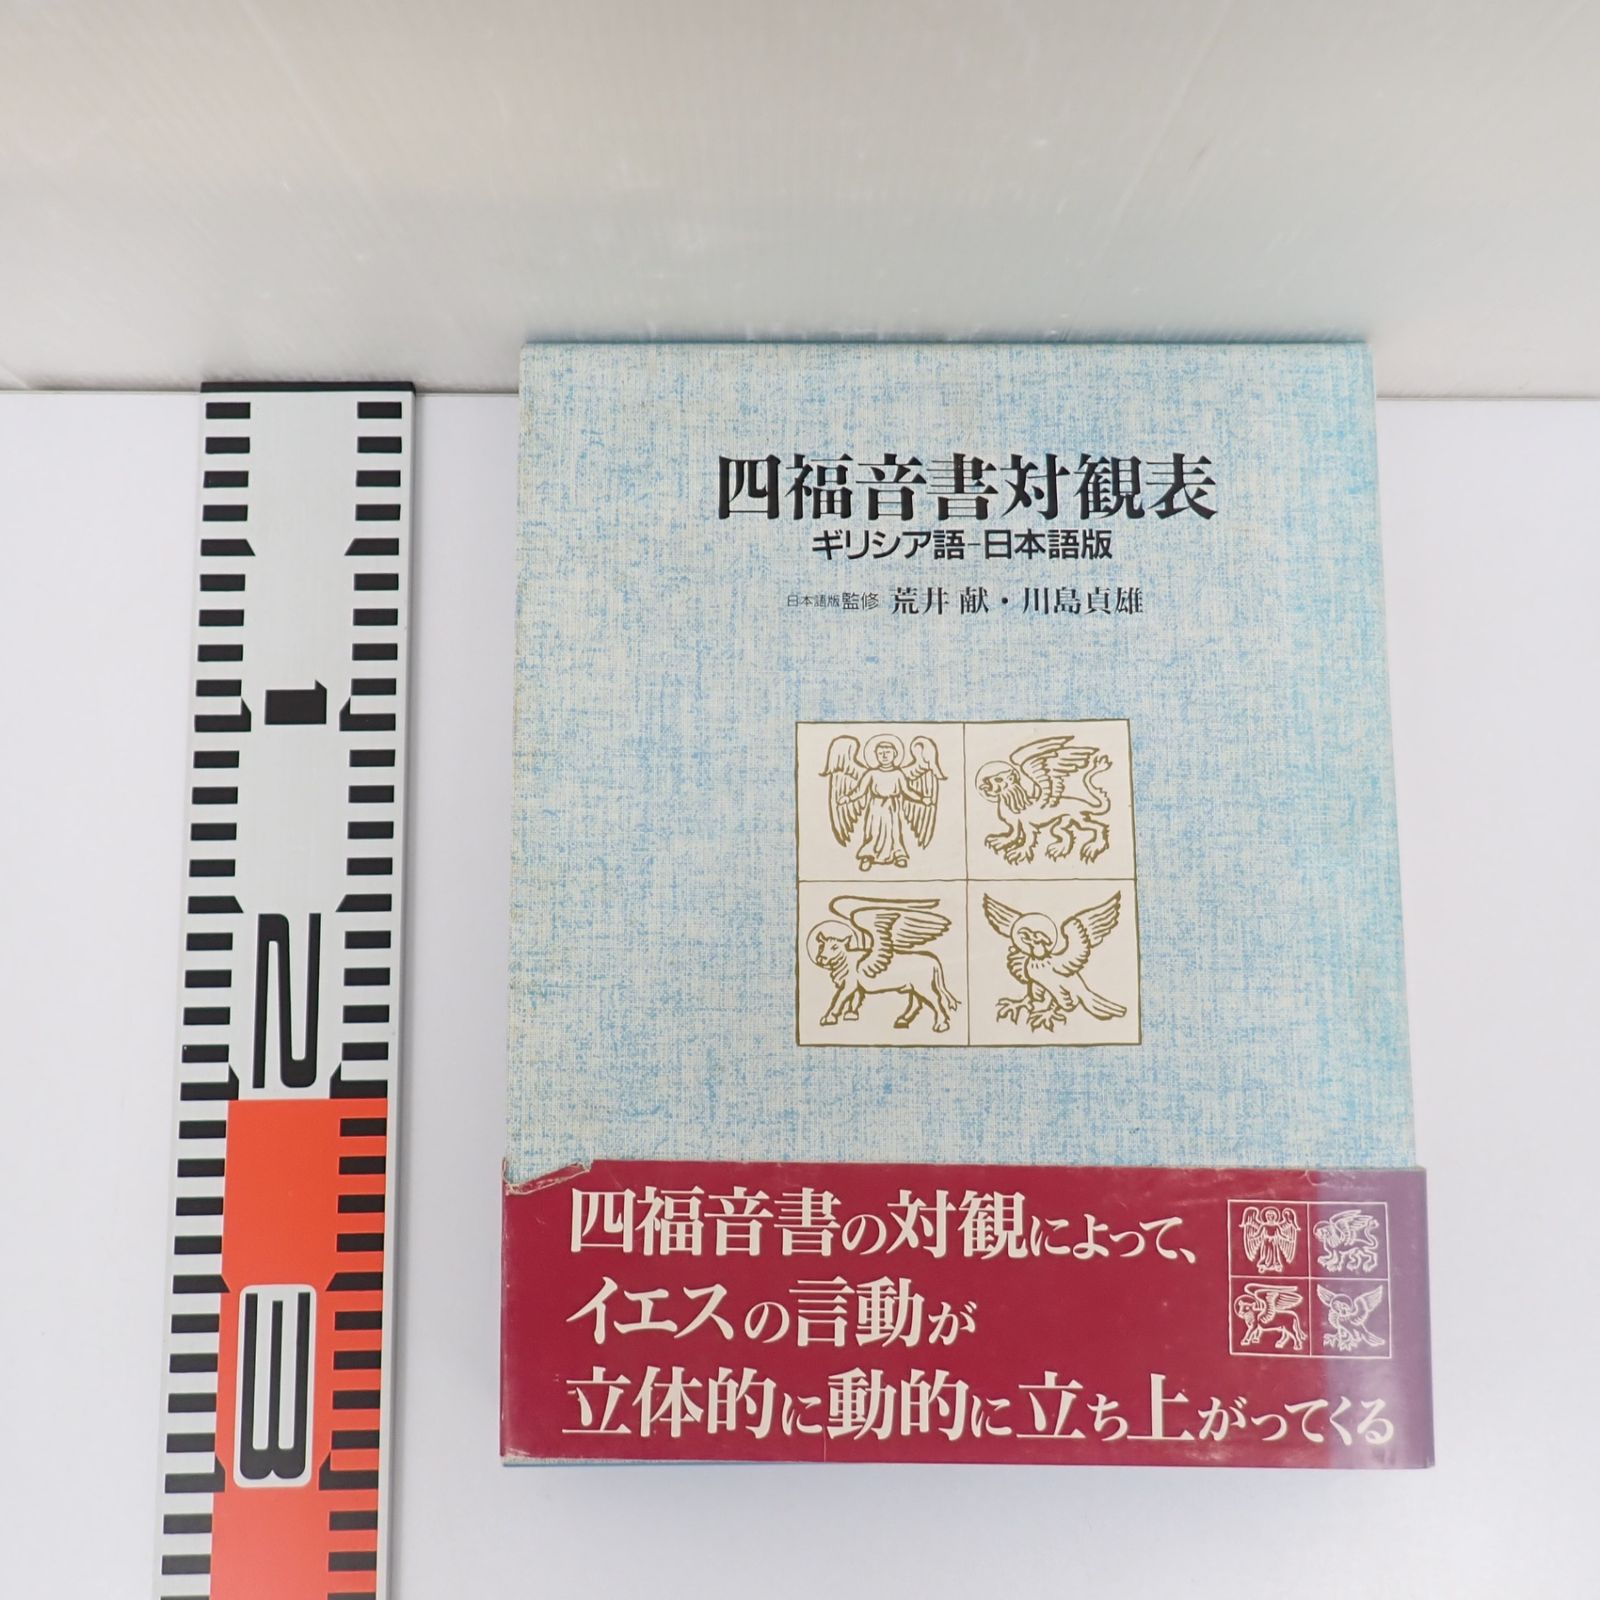 四福音書対観表
ギリシア語-日本語版
日本語版監修 荒井 献・川島貞雄
四福音書の対観によって、
イエスの言動が
立体的に動的に立ち上がってくる
1
2
3